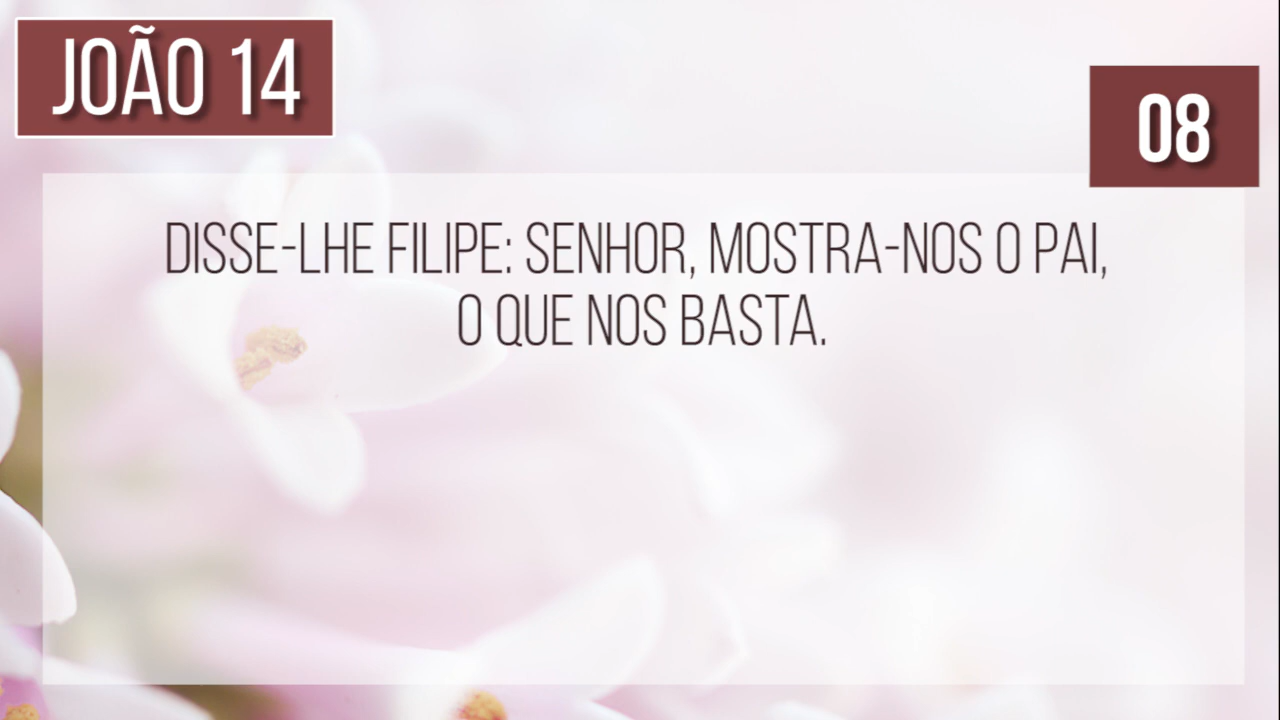 JOÃO 14
08
DISSE-LHE FILIPE: SENHOR, MOSTRA-NOS O PAI,
O QUE NOS BASTA.